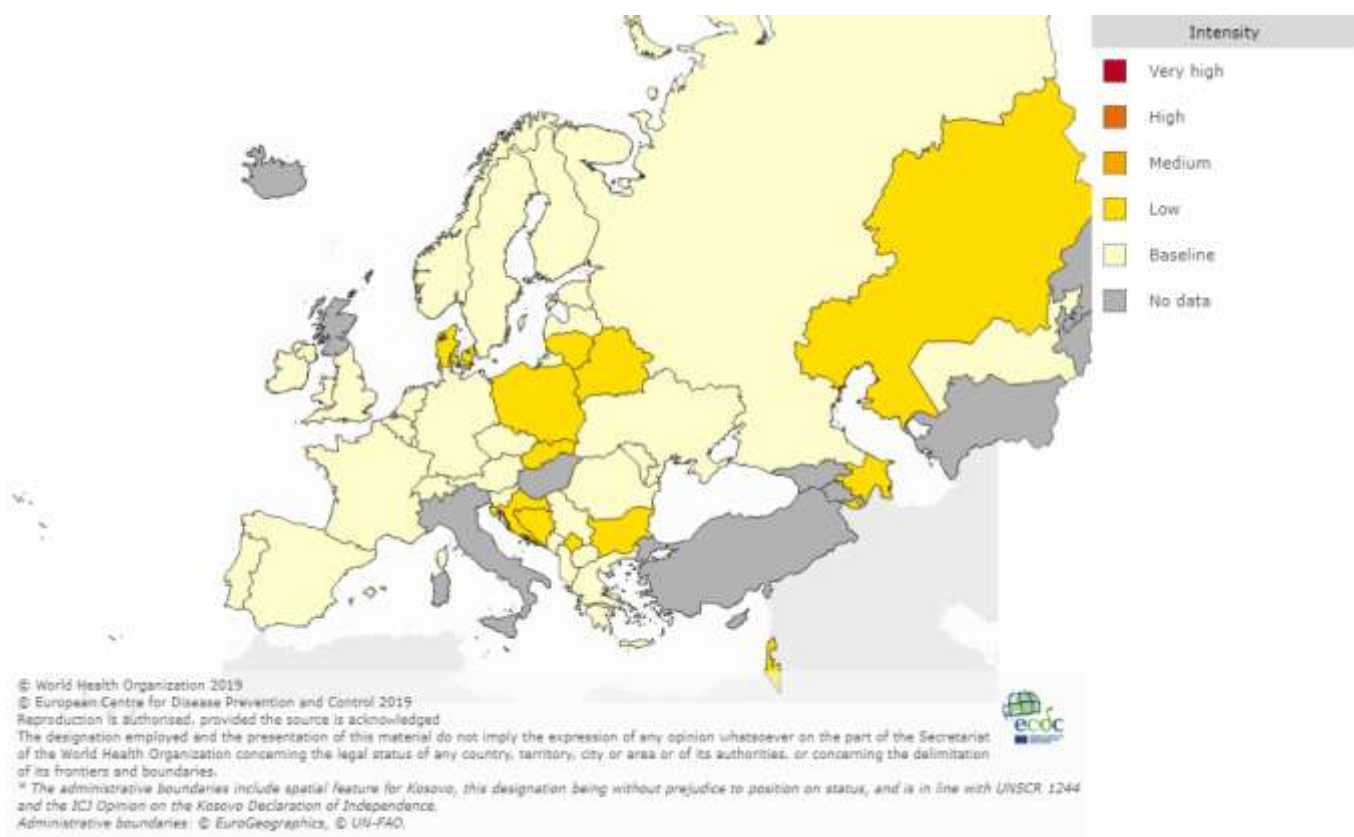 Intensity
Very high
High
Medium
Low
Baseline
No data
© World Health Organization 2019
© European Centre for Disease Prevention and Control 2019
Reproduction is authorised, provided the source is acknowledged
The designation employed and the presentation of this material do not imply the expression of any opinion whatsoever on the part of the Secretariat
of the World Health Organization concerning the legal status of any country, territory, city or area or of its authorities, or concerning the delimitation
of its frontiers and boundaries.
* The administrative boundaries include spatial feature for Kosovo, this designation being without prejudice to position on status, and is in line with UNSCR 1244
and the ICJ Opinion on the Kosovo Declaration of Independence.
Administrative boundaries: © EuroGeographics, © UN-FAO.
ecdc